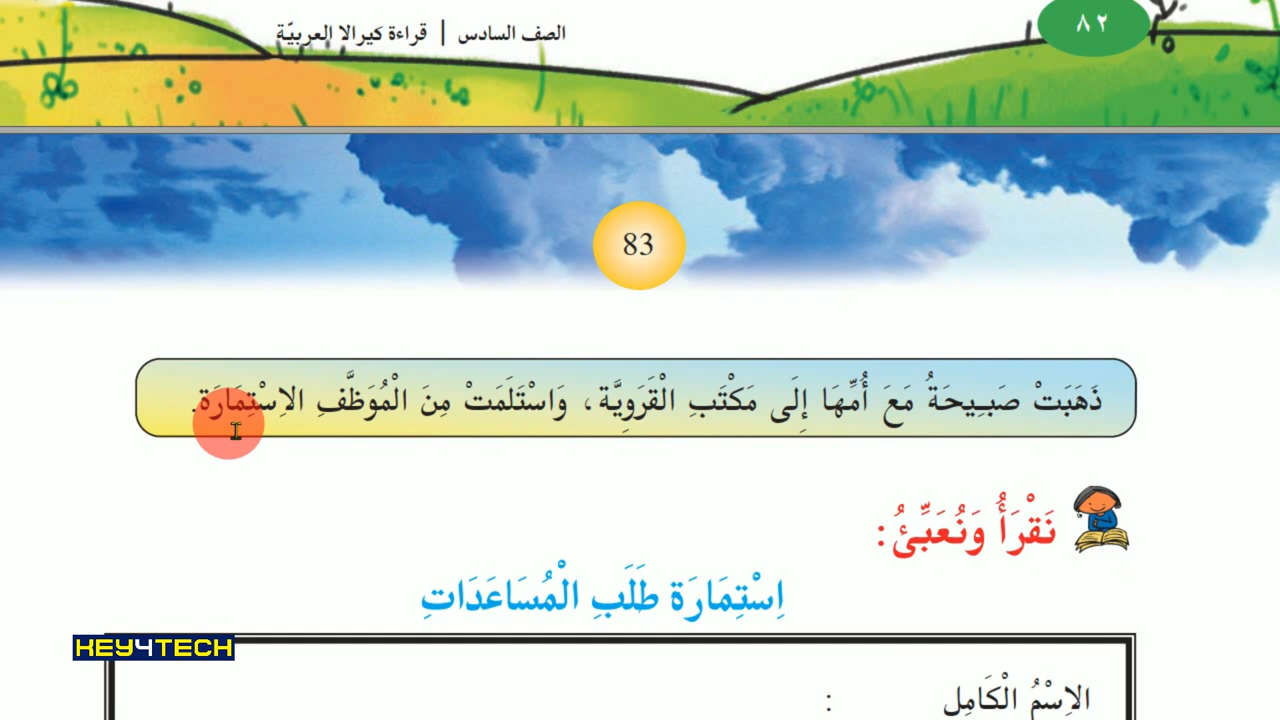 ٨٢
الصف السادس | قراءة كيرالا العربيّة
83
ذَهَبَتْ صَبِيحَةُ مَعَ أُمِّهَا إِلَى مَكْتَبِ الْقَرَوِيَّة، وَاسْتَلَمَتْ مِنَ الْمُوَظَّفِ الاِسْتِمَارَة.
نَقْرَأُ وَنُعَبِّئُ:
اِسْتِمَارَة طَلَبِ الْمُسَاعَدَاتِ
KEY4TECH
الاِسْمُ الْكَامِل :